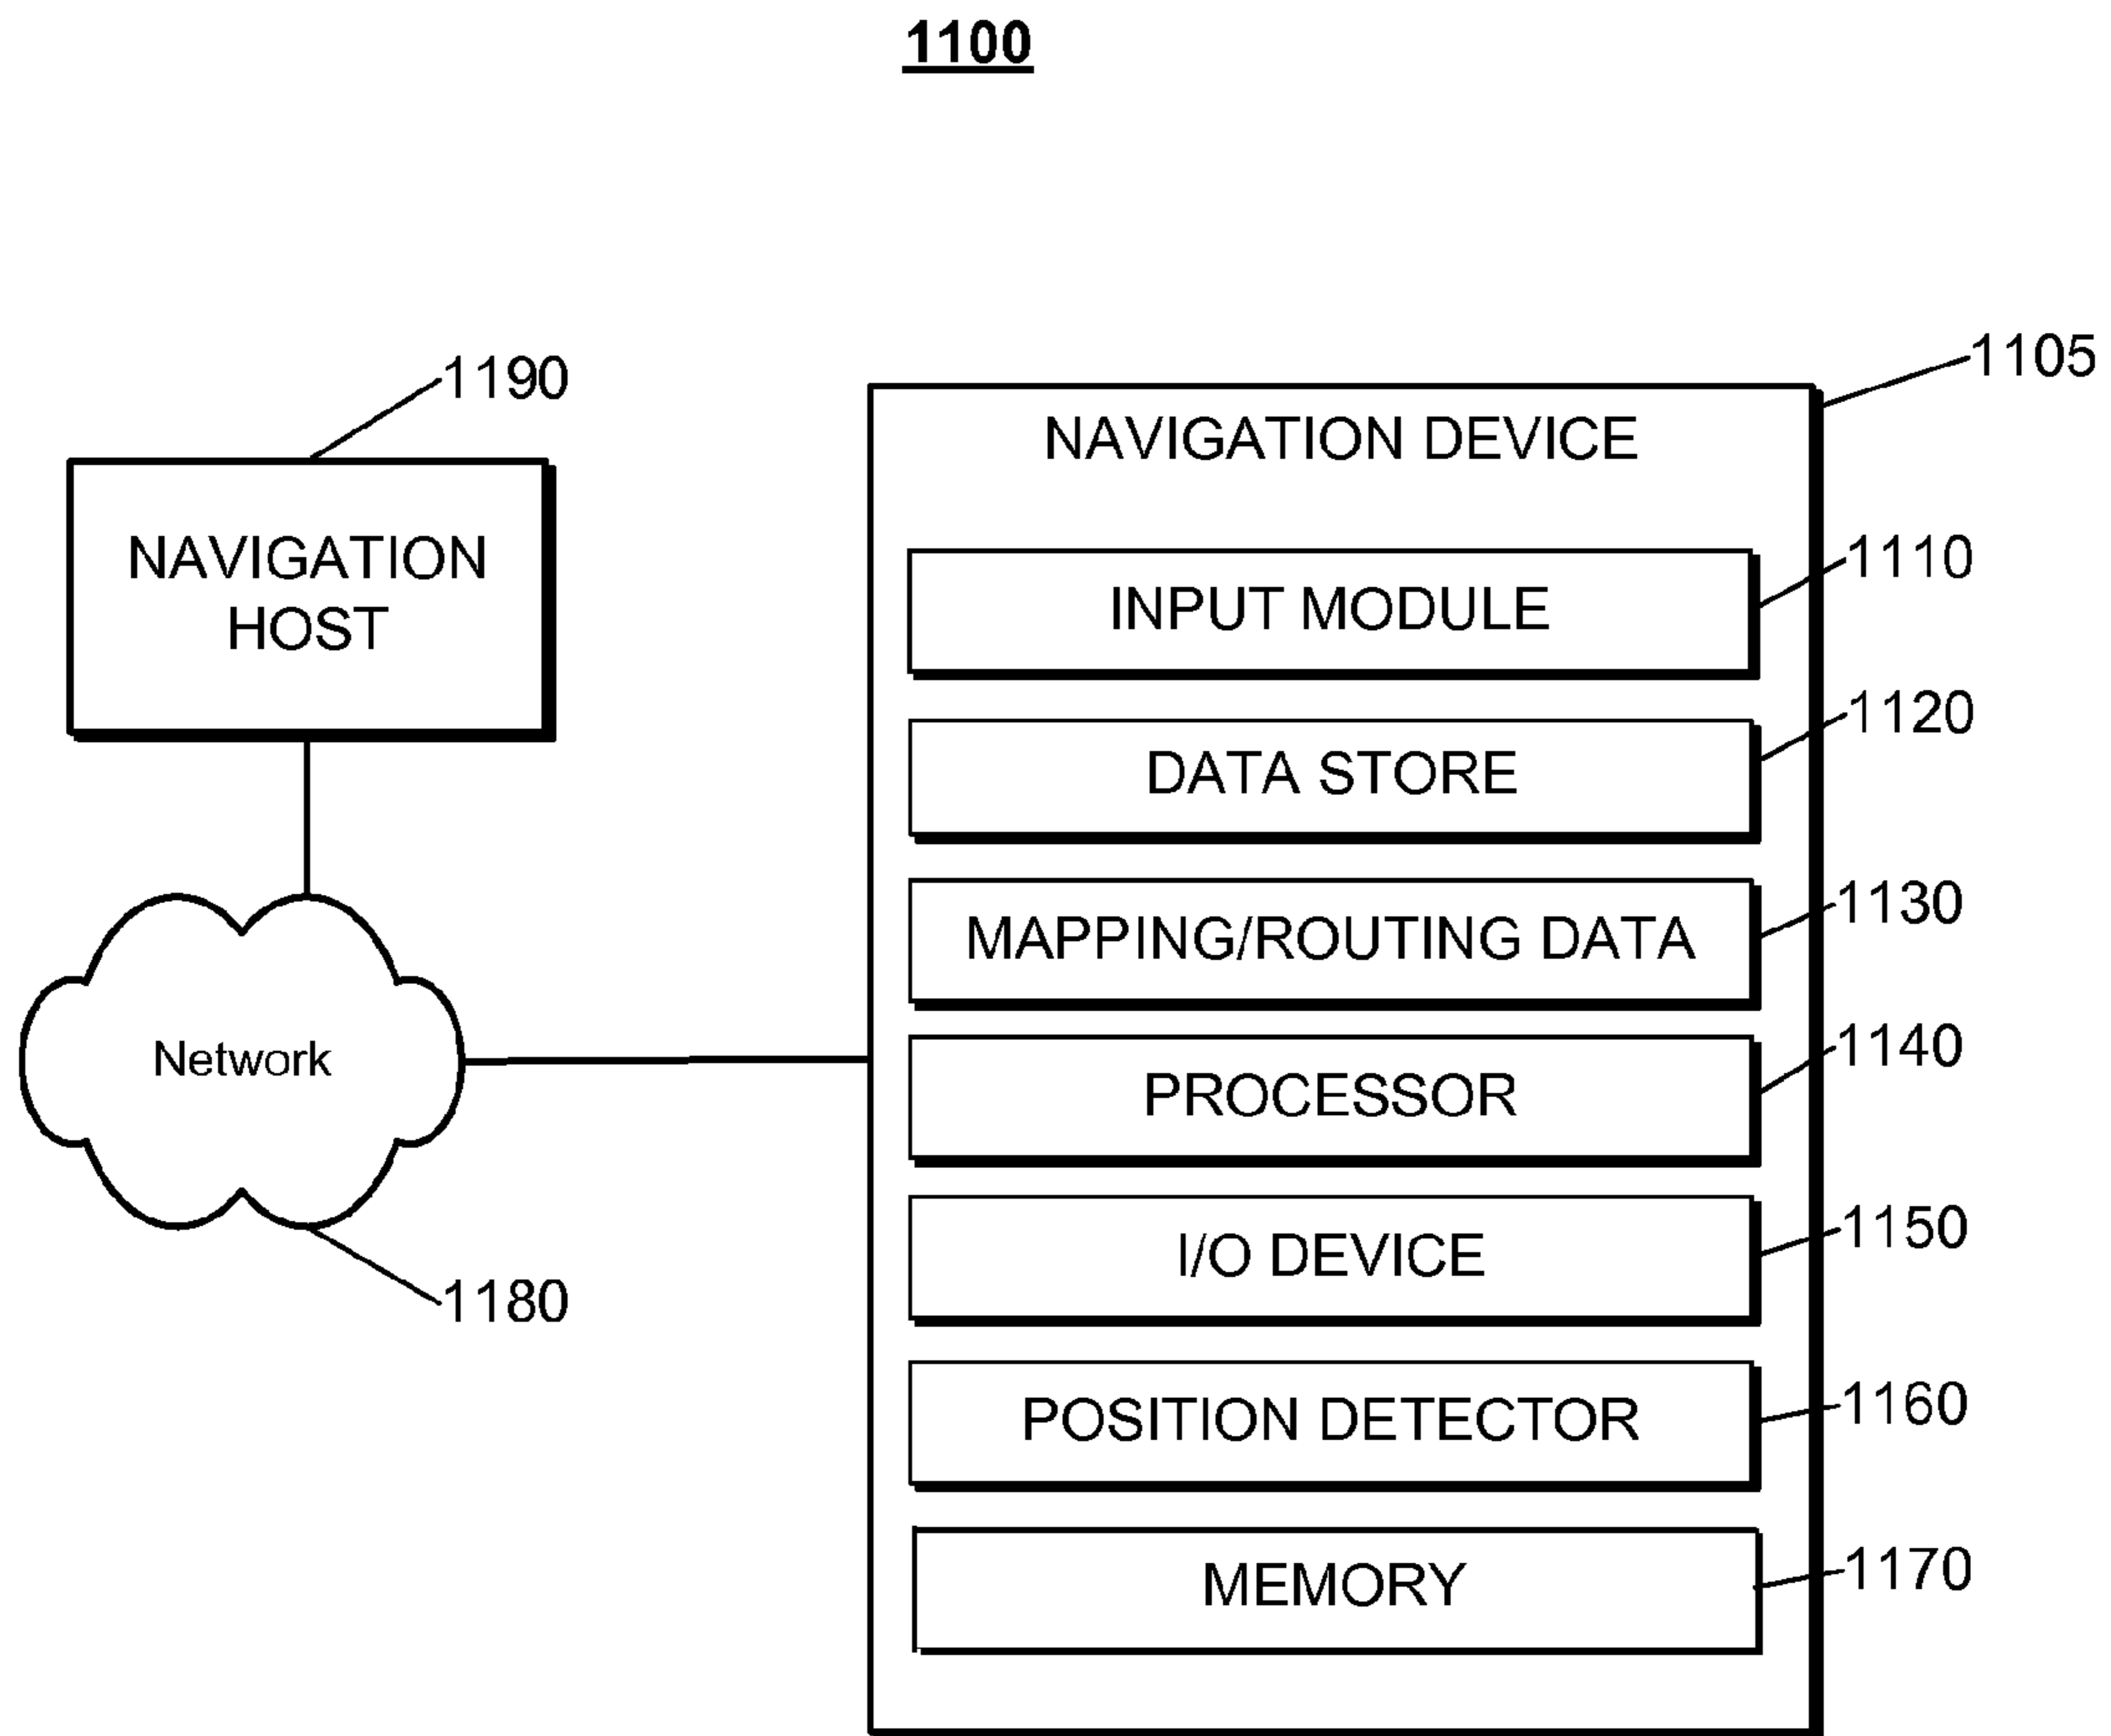 1100
1190
NAVIGATION
HOST
Network
1180
1105
NAVIGATION DEVICE
INPUT MODULE
1110
DATA STORE
1120
MAPPING/ROUTING DATA
1130
PROCESSOR
1140
I/O DEVICE
1150
POSITION DETECTOR
1160
MEMORY
1170